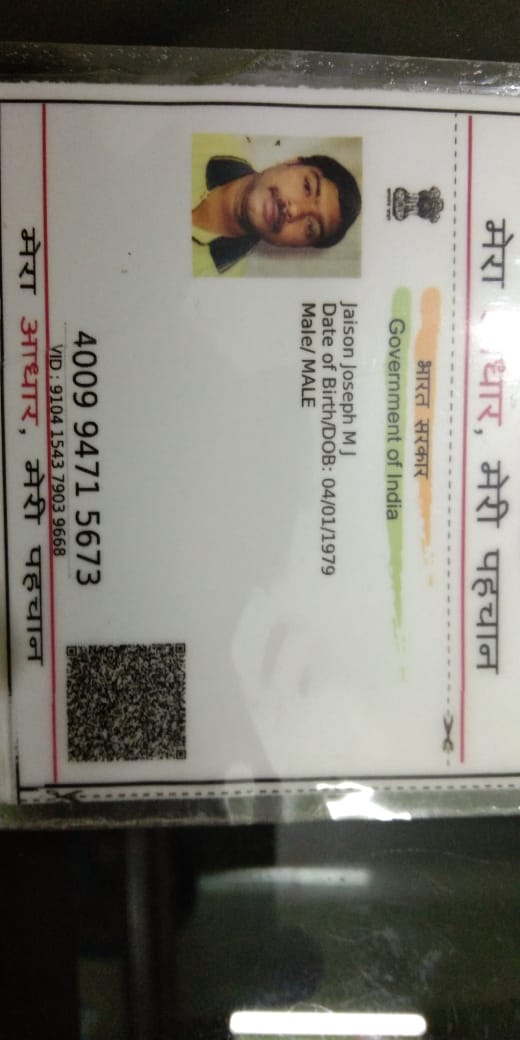 मेरा आधार, मेरी पहचान
भारत सरकार
Government of India
Jaison Joseph M J
Date of Birth/DOB: 04/01/1979
Male/ MALE
4009 9471 5673
VID : 9104 1543 7903 9668
मेरा आधार, मेरी पहचान